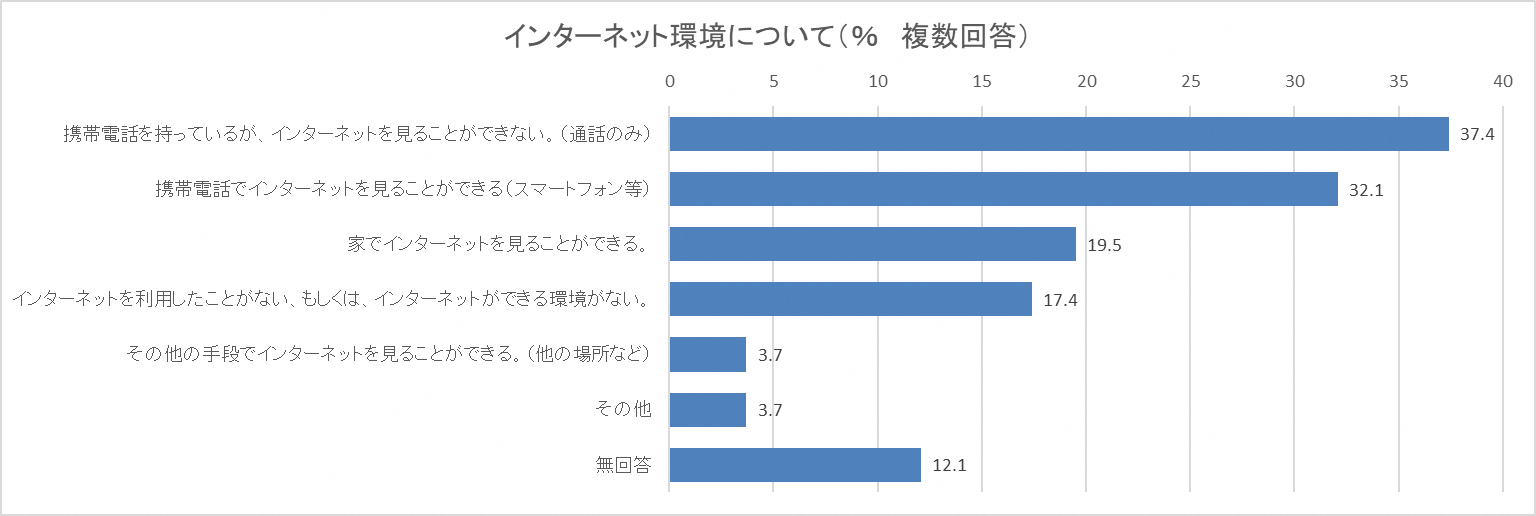 インターネット環境について（％　複数回答）
0 5 10 15 20 25 30 35 40
携帯電話を持っているが、インターネットを見ることができない。（通話のみ） 37.4
携帯電話でインターネットを見ることができる（スマートフォン等） 32.1
家でインターネットを見ることができる。 19.5
インターネットを利用したことがない、もしくは、インターネットができる環境がない。 17.4
その他の手段でインターネットを見ることができる。（他の場所など） 3.7
その他 3.7
無回答 12.1